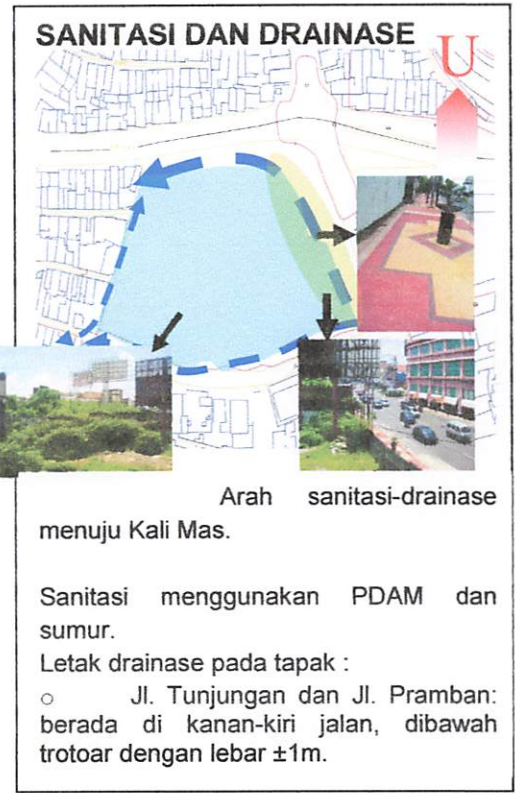 SANITASI DAN DRAINASE
U
Arah sanitasi-drainase
menuju Kali Mas.
Sanitasi menggunakan PDAM dan
sumur.
Letak drainase pada tapak :
○ Jl. Tunjungan dan Jl. Pramban:
berada di kanan-kiri jalan, dibawah
trotoar dengan lebar ±1m.